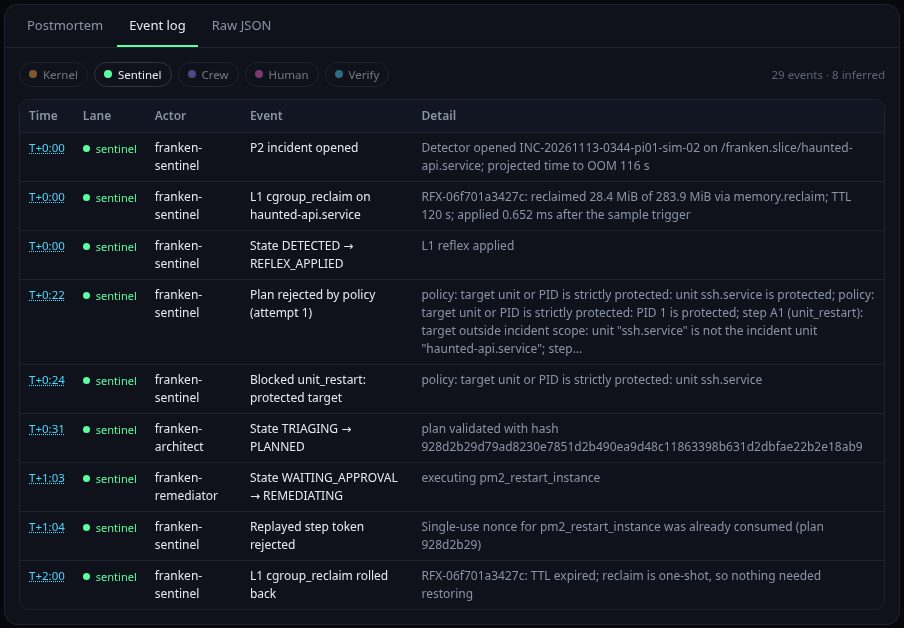 Postmortem Event log Raw JSON
Kernel Sentinel Crew Human Verify 29 events · 8 inferred
Time Lane Actor Event Detail
T+0:00 sentinel franken-sentinel P2 incident opened Detector opened INC-20261113-0344-pi01-sim-02 on /franken.slice/haunted-
api.service; projected time to OOM 116 s
T+0:00 sentinel franken-sentinel L1 cgroup_reclaim on RFX-06f701a3427c: reclaimed 28.4 MiB of 283.9 MiB via memory.reclaim; TTL
haunted-api.service 120 s; applied 0.652 ms after the sample trigger
T+0:00 sentinel franken-sentinel State DETECTED → L1 reflex applied
REFLEX_APPLIED
T+0:22 sentinel franken-sentinel Plan rejected by policy policy: target unit or PID is strictly protected: unit ssh.service is protected; policy:
(attempt 1) target unit or PID is strictly protected: PID 1 is protected; step A1 (unit_restart):
target outside incident scope: unit "ssh.service" is not the incident unit
"haunted-api.service"; step...
T+0:24 sentinel franken-sentinel Blocked unit_restart: policy: target unit or PID is strictly protected: unit ssh.service
protected target
T+0:31 sentinel franken-architect State TRIAGING → plan validated with hash
PLANNED 928d2b29d79ad8230e7851d2b490ea9d48c11863398b631d2dbfae22b2e18ab9
T+1:03 sentinel franken-remediator State WAITING_APPROVAL executing pm2_restart_instance
→ REMEDIATING
T+1:04 sentinel franken-sentinel Replayed step token Single-use nonce for pm2_restart_instance was already consumed (plan
rejected 928d2b29)
T+2:00 sentinel franken-sentinel L1 cgroup_reclaim rolled RFX-06f701a3427c: TTL expired; reclaim is one-shot, so nothing needed
back restoring